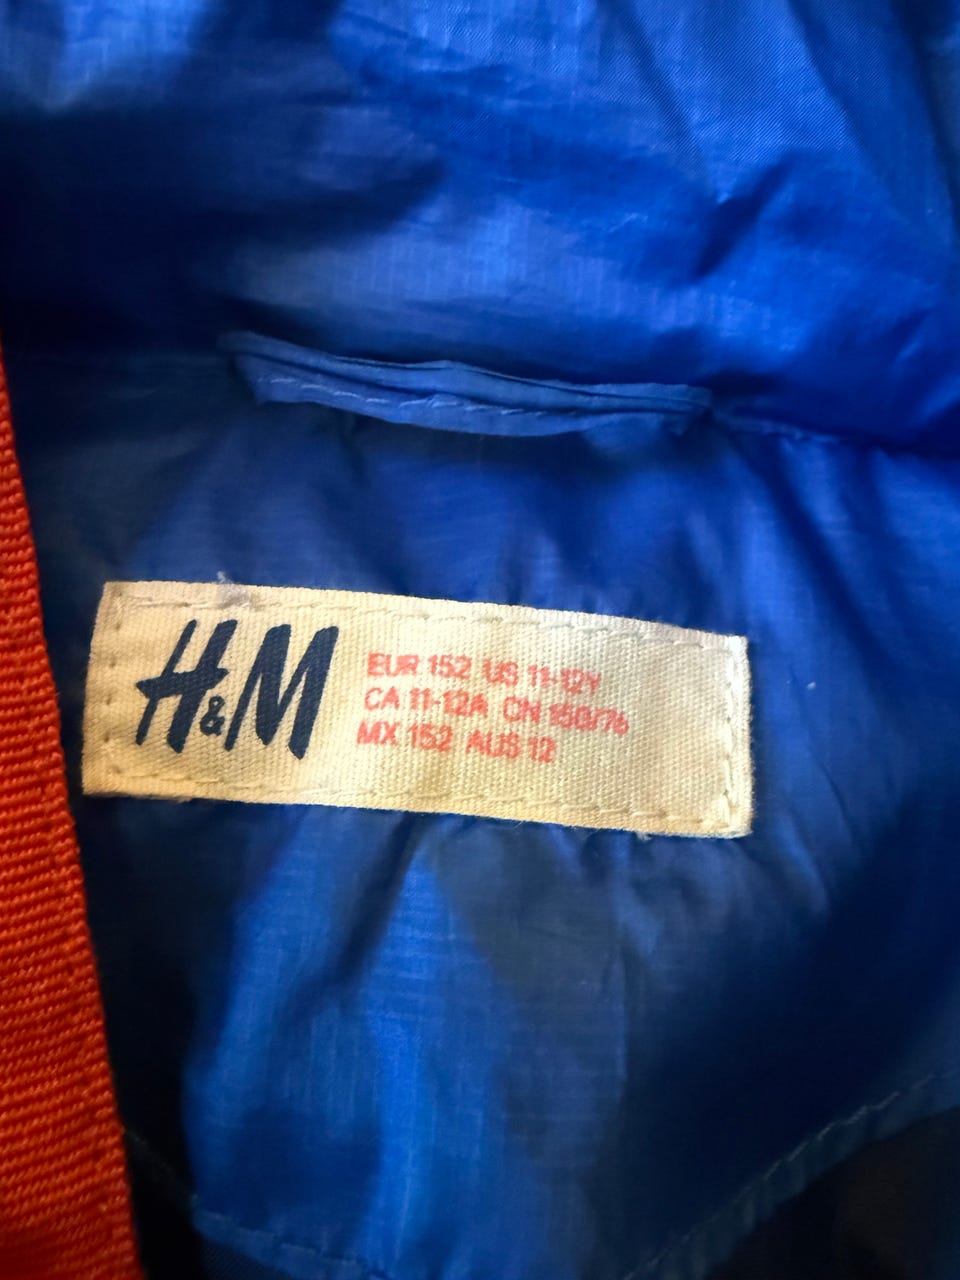 H&M
EUR 152 US 11-12Y
CA 11-12A CN 150/76
MX 152 AUS 12